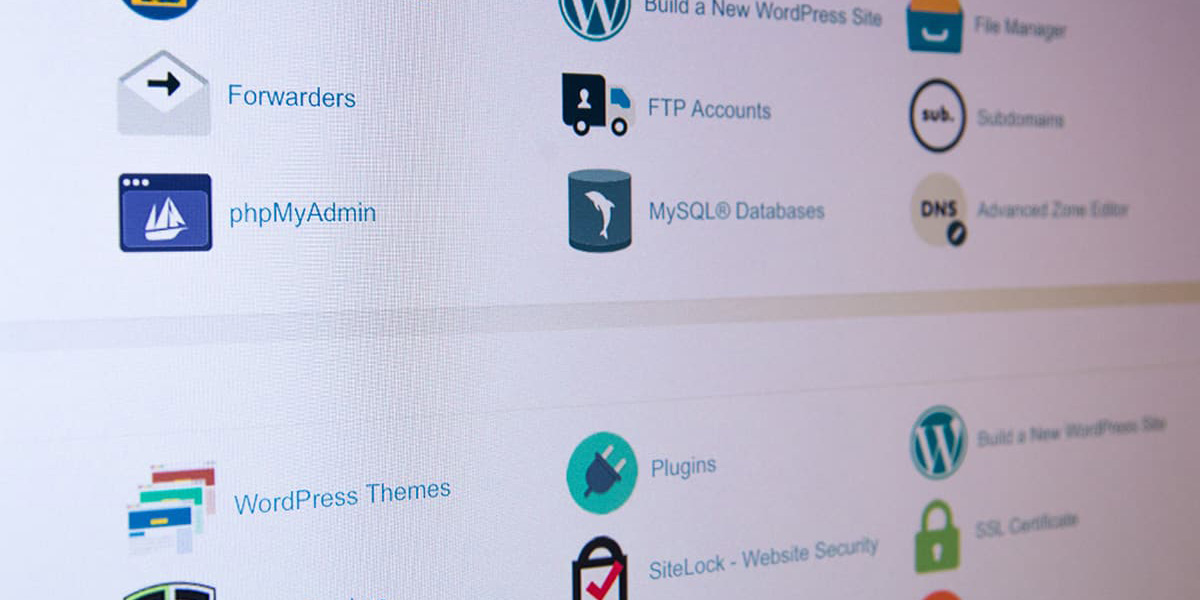 Build a New WordPress Site
File Manager
Forwarders
FTP Accounts
sub.
Subdomains
phpMyAdmin
MySQL® Databases
DNS
Advanced Zone Editor
WordPress Themes
Plugins
Build a New WordPress Site
SiteLock - Website Security
SSL Certificate